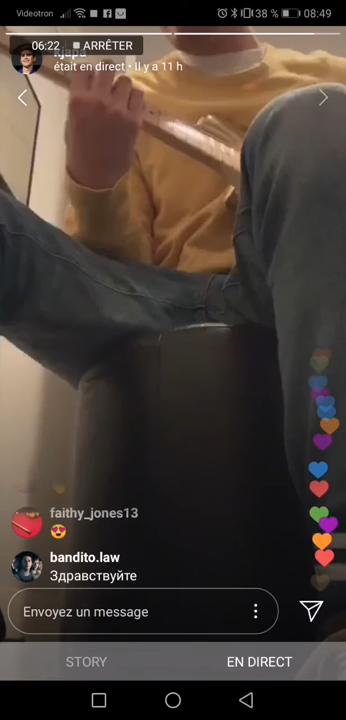 Videotron 38 % 08:49
06:22 ARRÊTER
était en direct • Il y a 11 h
faithy_jones13
😍
bandito.law
Здравствуйте
Envoyez un message
STORY EN DIRECT